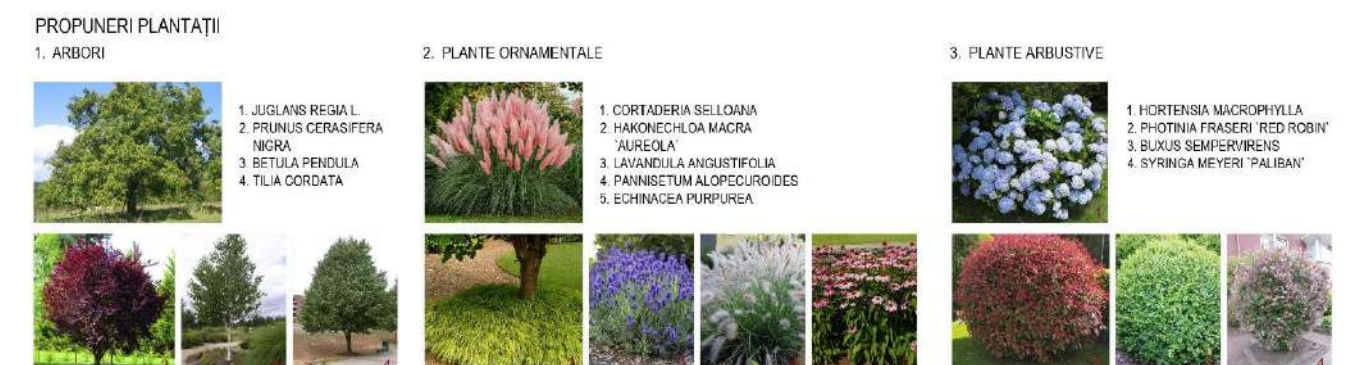 PROPUNERI PLANTAȚII
1. ARBORI
1. JUGLANS REGIA L.
2. PRUNUS CERASIFERA
NIGRA
3. BETULA PENDULA
4. TILIA CORDATA
2. PLANTE ORNAMENTALE
1. CORTADERIA SELLOANA
2. HAKONECHLOA MACRA
`AUREOLA`
3. LAVANDULA ANGUSTIFOLIA
4. PANNISETUM ALOPECUROIDES
5. ECHINACEA PURPUREA
3. PLANTE ARBUSTIVE
1. HORTENSIA MACROPHYLLA
2. PHOTINIA FRASERI `RED ROBIN`
3. BUXUS SEMPERVIRENS
4. SYRINGA MEYERI `PALIBAN`